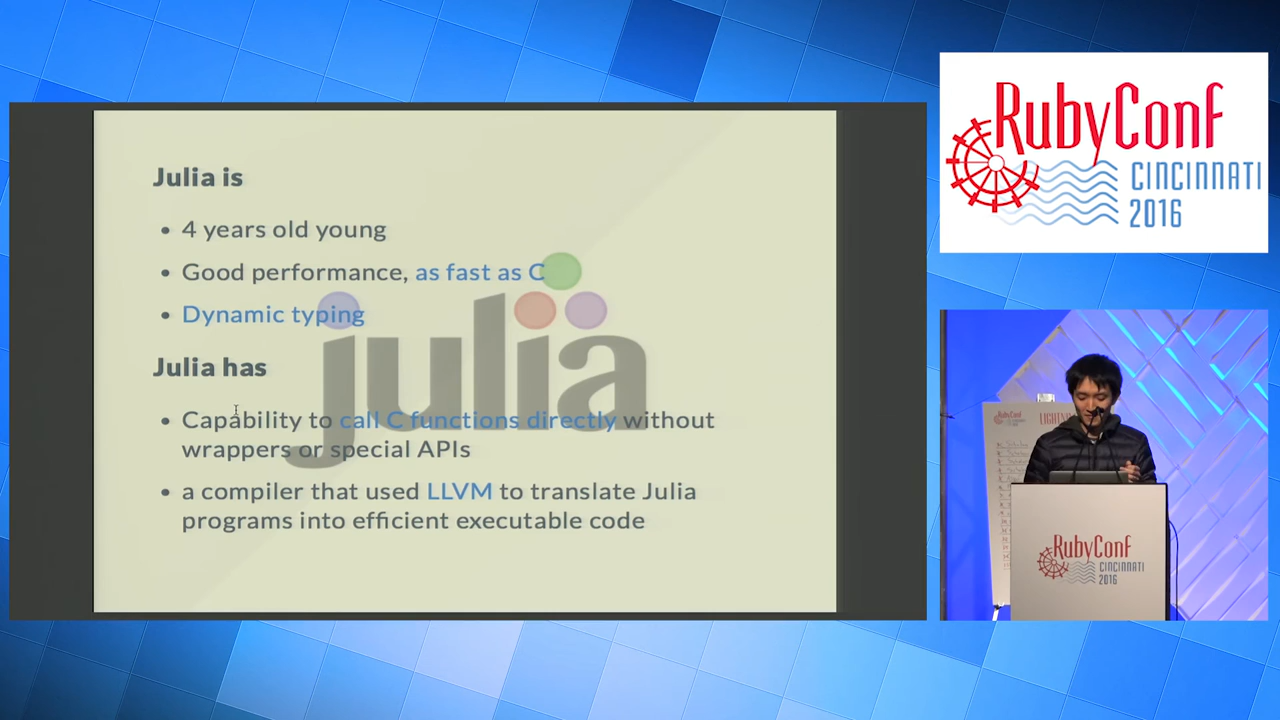 Julia is
4 years old young
Good performance, as fast as C
Dynamic typing
Julia has
Capability to call C functions directly without
wrappers or special APIs
a compiler that used LLVM to translate Julia
programs into efficient executable code
julia
RubyConf
CINCINNATI
2016
RubyConf
LIGHTN
RubyConf
CINCINNATI
2016